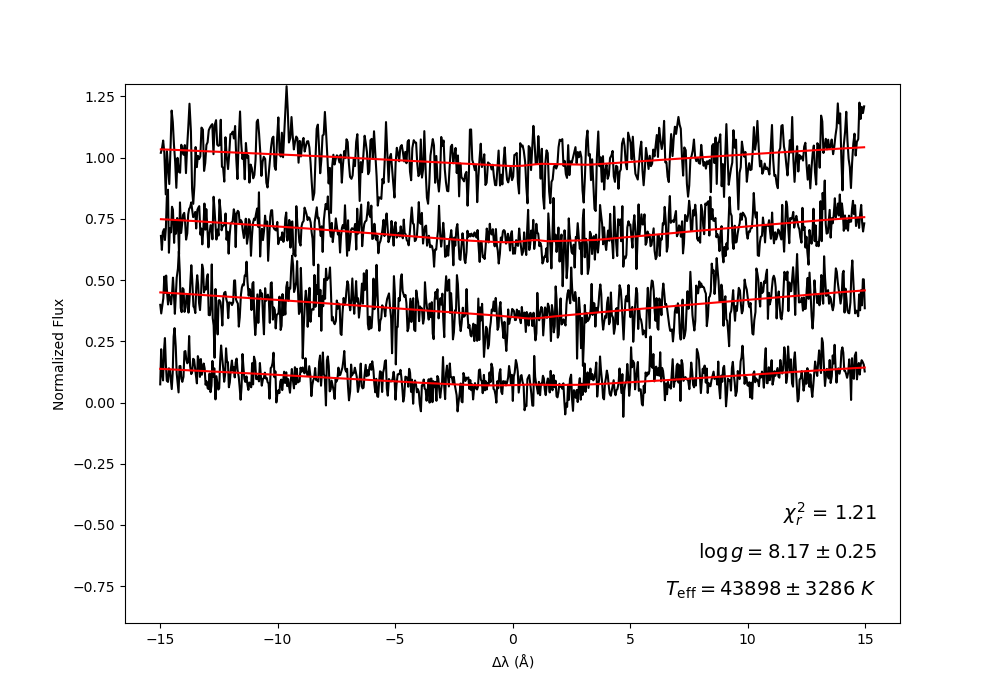 1.25
1.00
0.75
0.50
0.25
0.00
−0.25
−0.50
−0.75
Normalized Flux
χ²ᵣ = 1.21
log g = 8.17 ± 0.25
T_eff = 43898 ± 3286 K
−15 −10 −5 0 5 10 15
Δλ (Å)